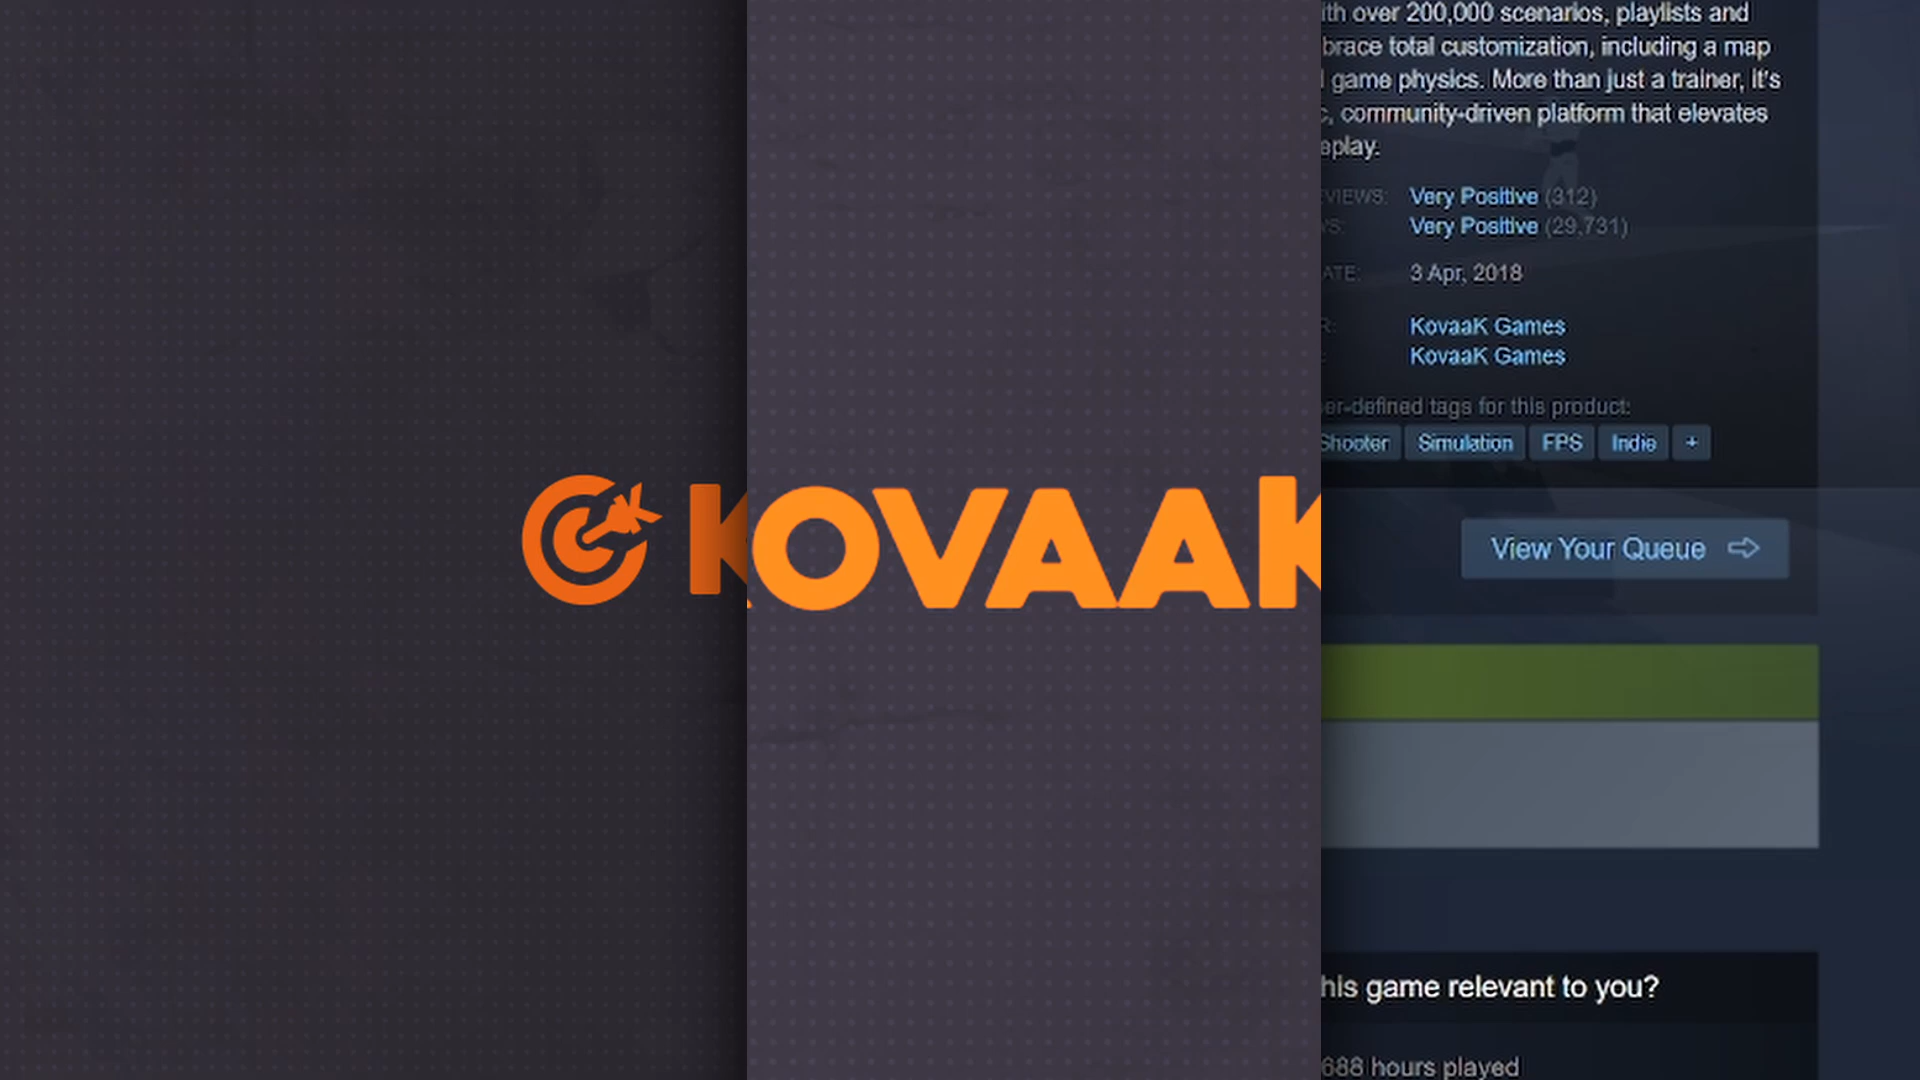 KOVAAK
ith over 200,000 scenarios, playlists and
brace total customization, including a map
game physics. More than just a trainer, it's
c, community-driven platform that elevates
eplay.
VIEWS: Very Positive (312)
WS: Very Positive (29,731)
ATE: 3 Apr, 2018
R: KovaaK Games
KovaaK Games
er-defined tags for this product:
Shooter Simulation FPS Indie +
View Your Queue
his game relevant to you?
688 hours played